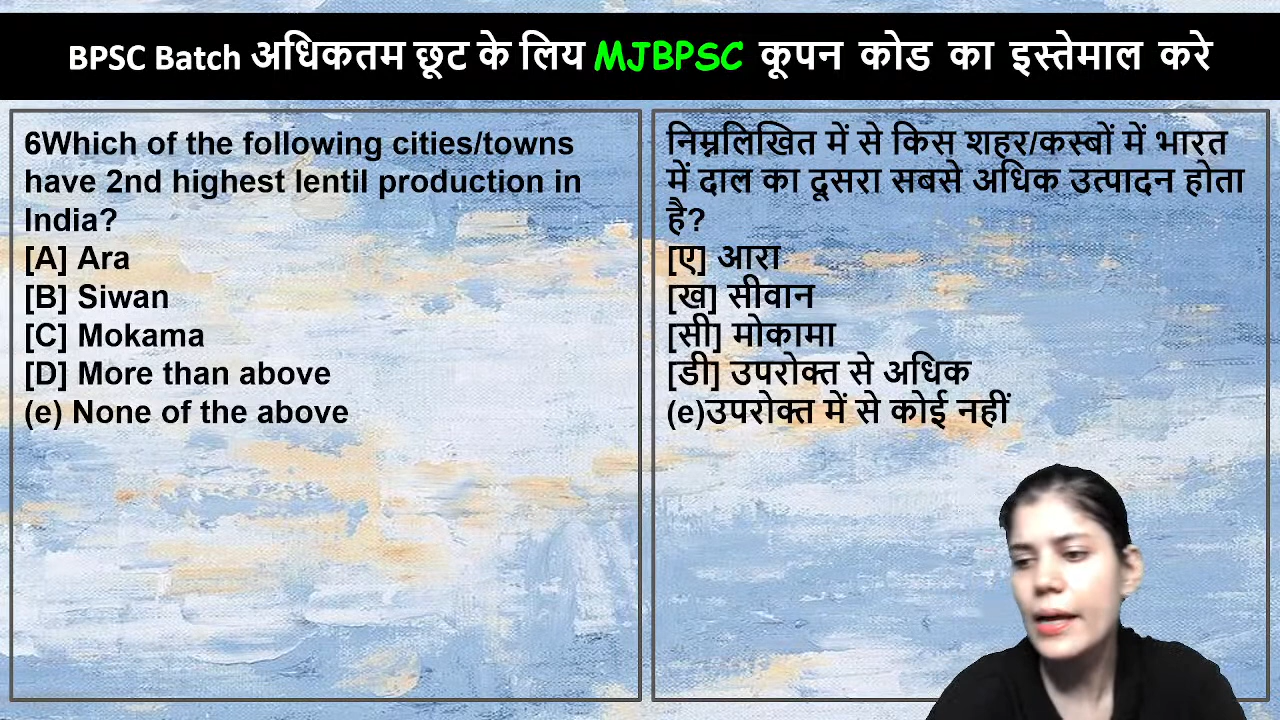 BPSC Batch अधिकतम छूट के लिय MJBPSC कूपन कोड का इस्तेमाल करे
6Which of the following cities/towns
have 2nd highest lentil production in
India?
[A] Ara
[B] Siwan
[C] Mokama
[D] More than above
(e) None of the above
निम्नलिखित में से किस शहर/कस्बों में भारत
में दाल का दूसरा सबसे अधिक उत्पादन होता
है?
[ए] आरा
[ख] सीवान
[सी] मोकामा
[डी] उपरोक्त से अधिक
(e)उपरोक्त में से कोई नहीं